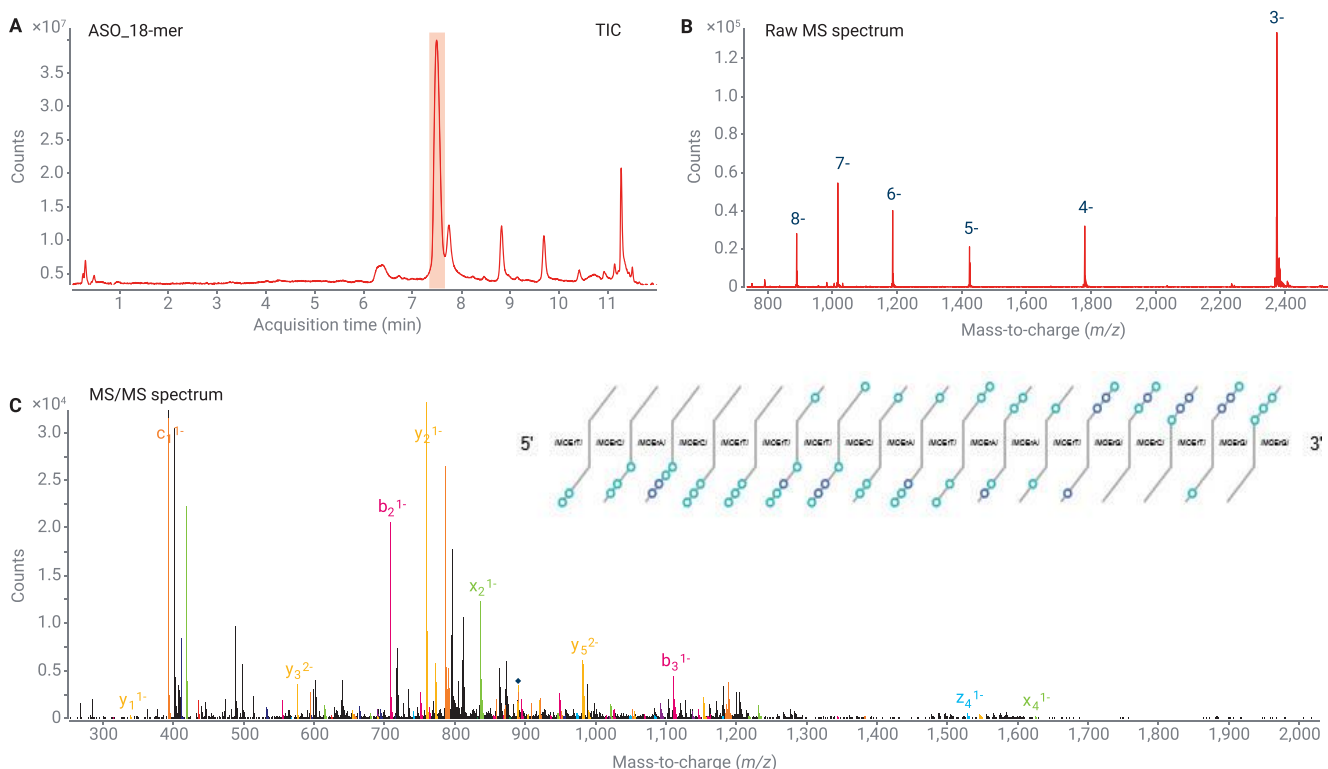 A
×10⁷
ASO_18-mer
TIC
3.5
3.0
2.5
2.0
1.5
1.0
0.5
Counts
1 2 3 4 5 6 7 8 9 10 11
Acquisition time (min)
B
×10⁵
Raw MS spectrum
3-
7-
8-
6-
5-
4-
1.2
1.0
0.8
0.6
0.4
0.2
0
Counts
800 1,000 1,200 1,400 1,600 1,800 2,000 2,200 2,400
Mass-to-charge (m/z)
C
×10⁴
MS/MS spectrum
5'
3'
c₁¹⁻
y₂¹⁻
b₂¹⁻
x₂¹⁻
y₅²⁻
y₃²⁻
b₃¹⁻
y₁¹⁻
z₄¹⁻
x₄¹⁻
3.0
2.5
2.0
1.5
1.0
0.5
0
Counts
300 400 500 600 700 800 900 1,000 1,100 1,200 1,300 1,400 1,500 1,600 1,700 1,800 1,900 2,000
Mass-to-charge (m/z)